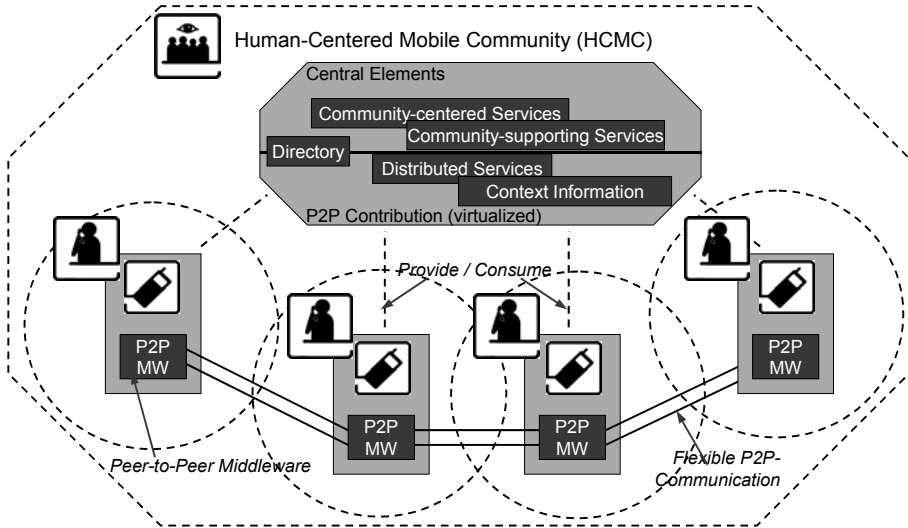 Human-Centered Mobile Community (HCMC)
Central Elements
Community-centered Services
Community-supporting Services
Directory
Distributed Services
Context Information
P2P Contribution (virtualized)
Provide / Consume
P2P
MW
P2P
MW
P2P
MW
P2P
MW
Peer-to-Peer Middleware
Flexible P2P-
Communication